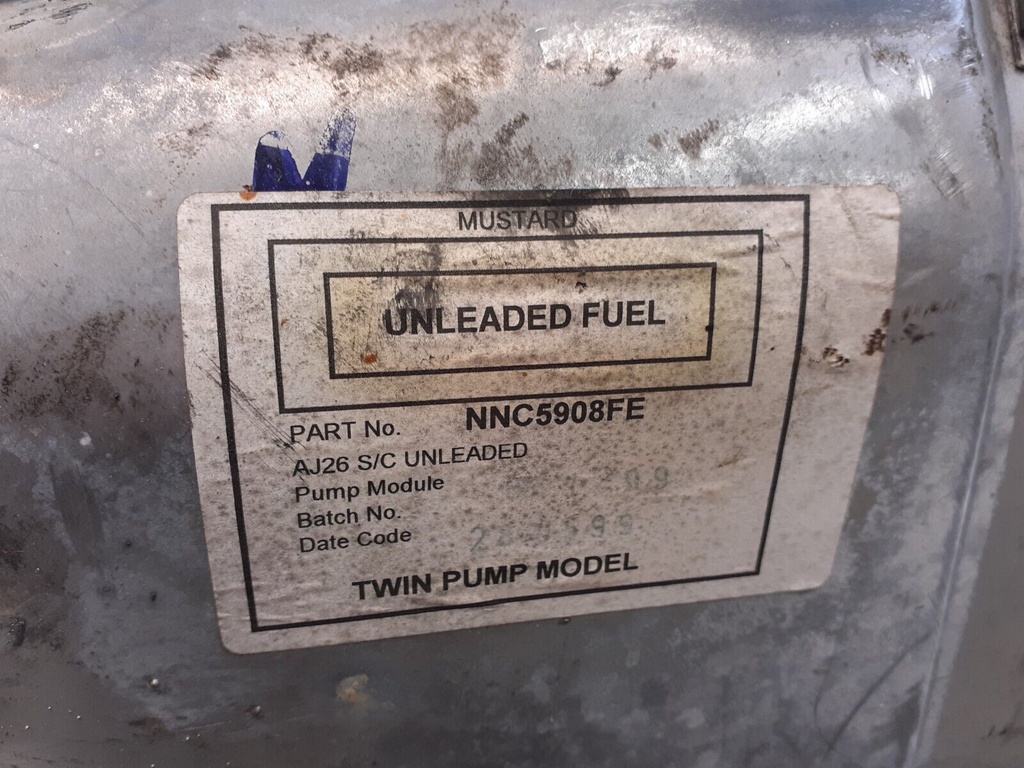 MUSTARD
UNLEADED FUEL
PART No. NNC5908FE
AJ26 S/C UNLEADED
Pump Module
Batch No.
Date Code
TWIN PUMP MODEL